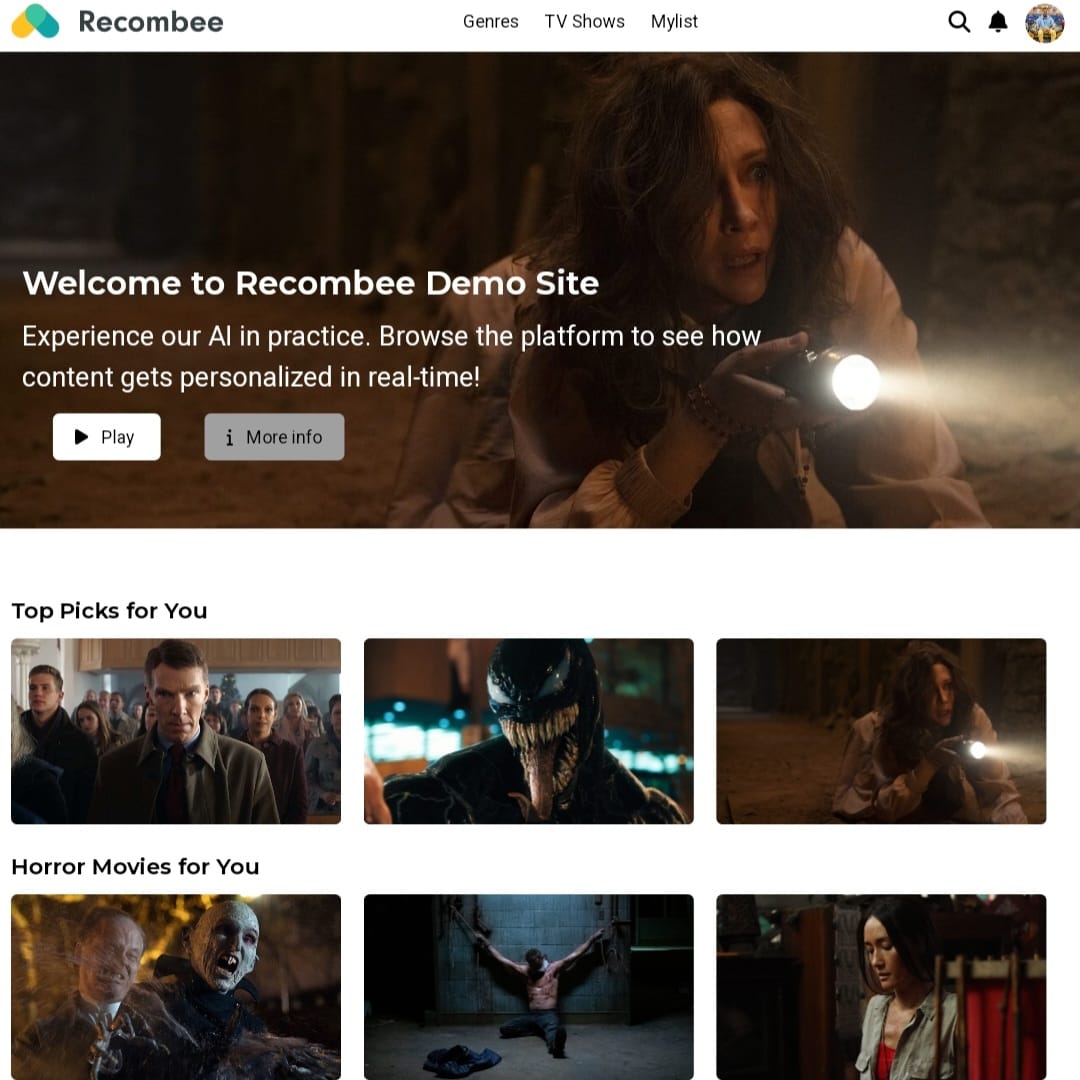 Recombee
Genres TV Shows Mylist
Welcome to Recombee Demo Site
Experience our AI in practice. Browse the platform to see how
content gets personalized in real-time!
Play More info
Top Picks for You
Horror Movies for You